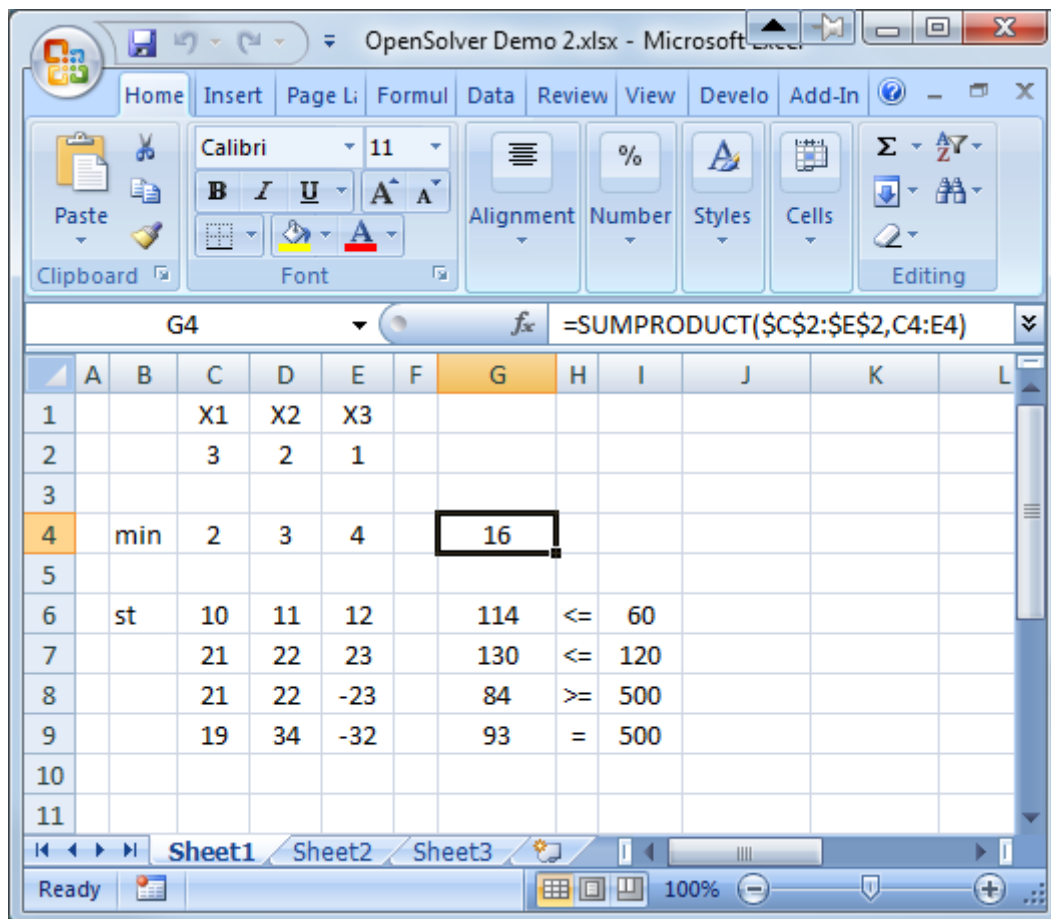 OpenSolver Demo 2.xlsx - Microsoft Excel
Home Insert Page La Formul Data Review View Develo Add-In
Calibri 11
Σ A Z
B I U A A
%
A
Paste Alignment Number Styles Cells
A
Clipboard Font Editing
G4 fx =SUMPRODUCT($C$2:$E$2,C4:E4)
A B C D E F G H I J K L
1 X1 X2 X3
2 3 2 1
3
4 min 2 3 4 16
5
6 st 10 11 12 114 <= 60
7 21 22 23 130 <= 120
8 21 22 -23 84 >= 500
9 19 34 -32 93 = 500
10
11
Sheet1 Sheet2 Sheet3
Ready 100%